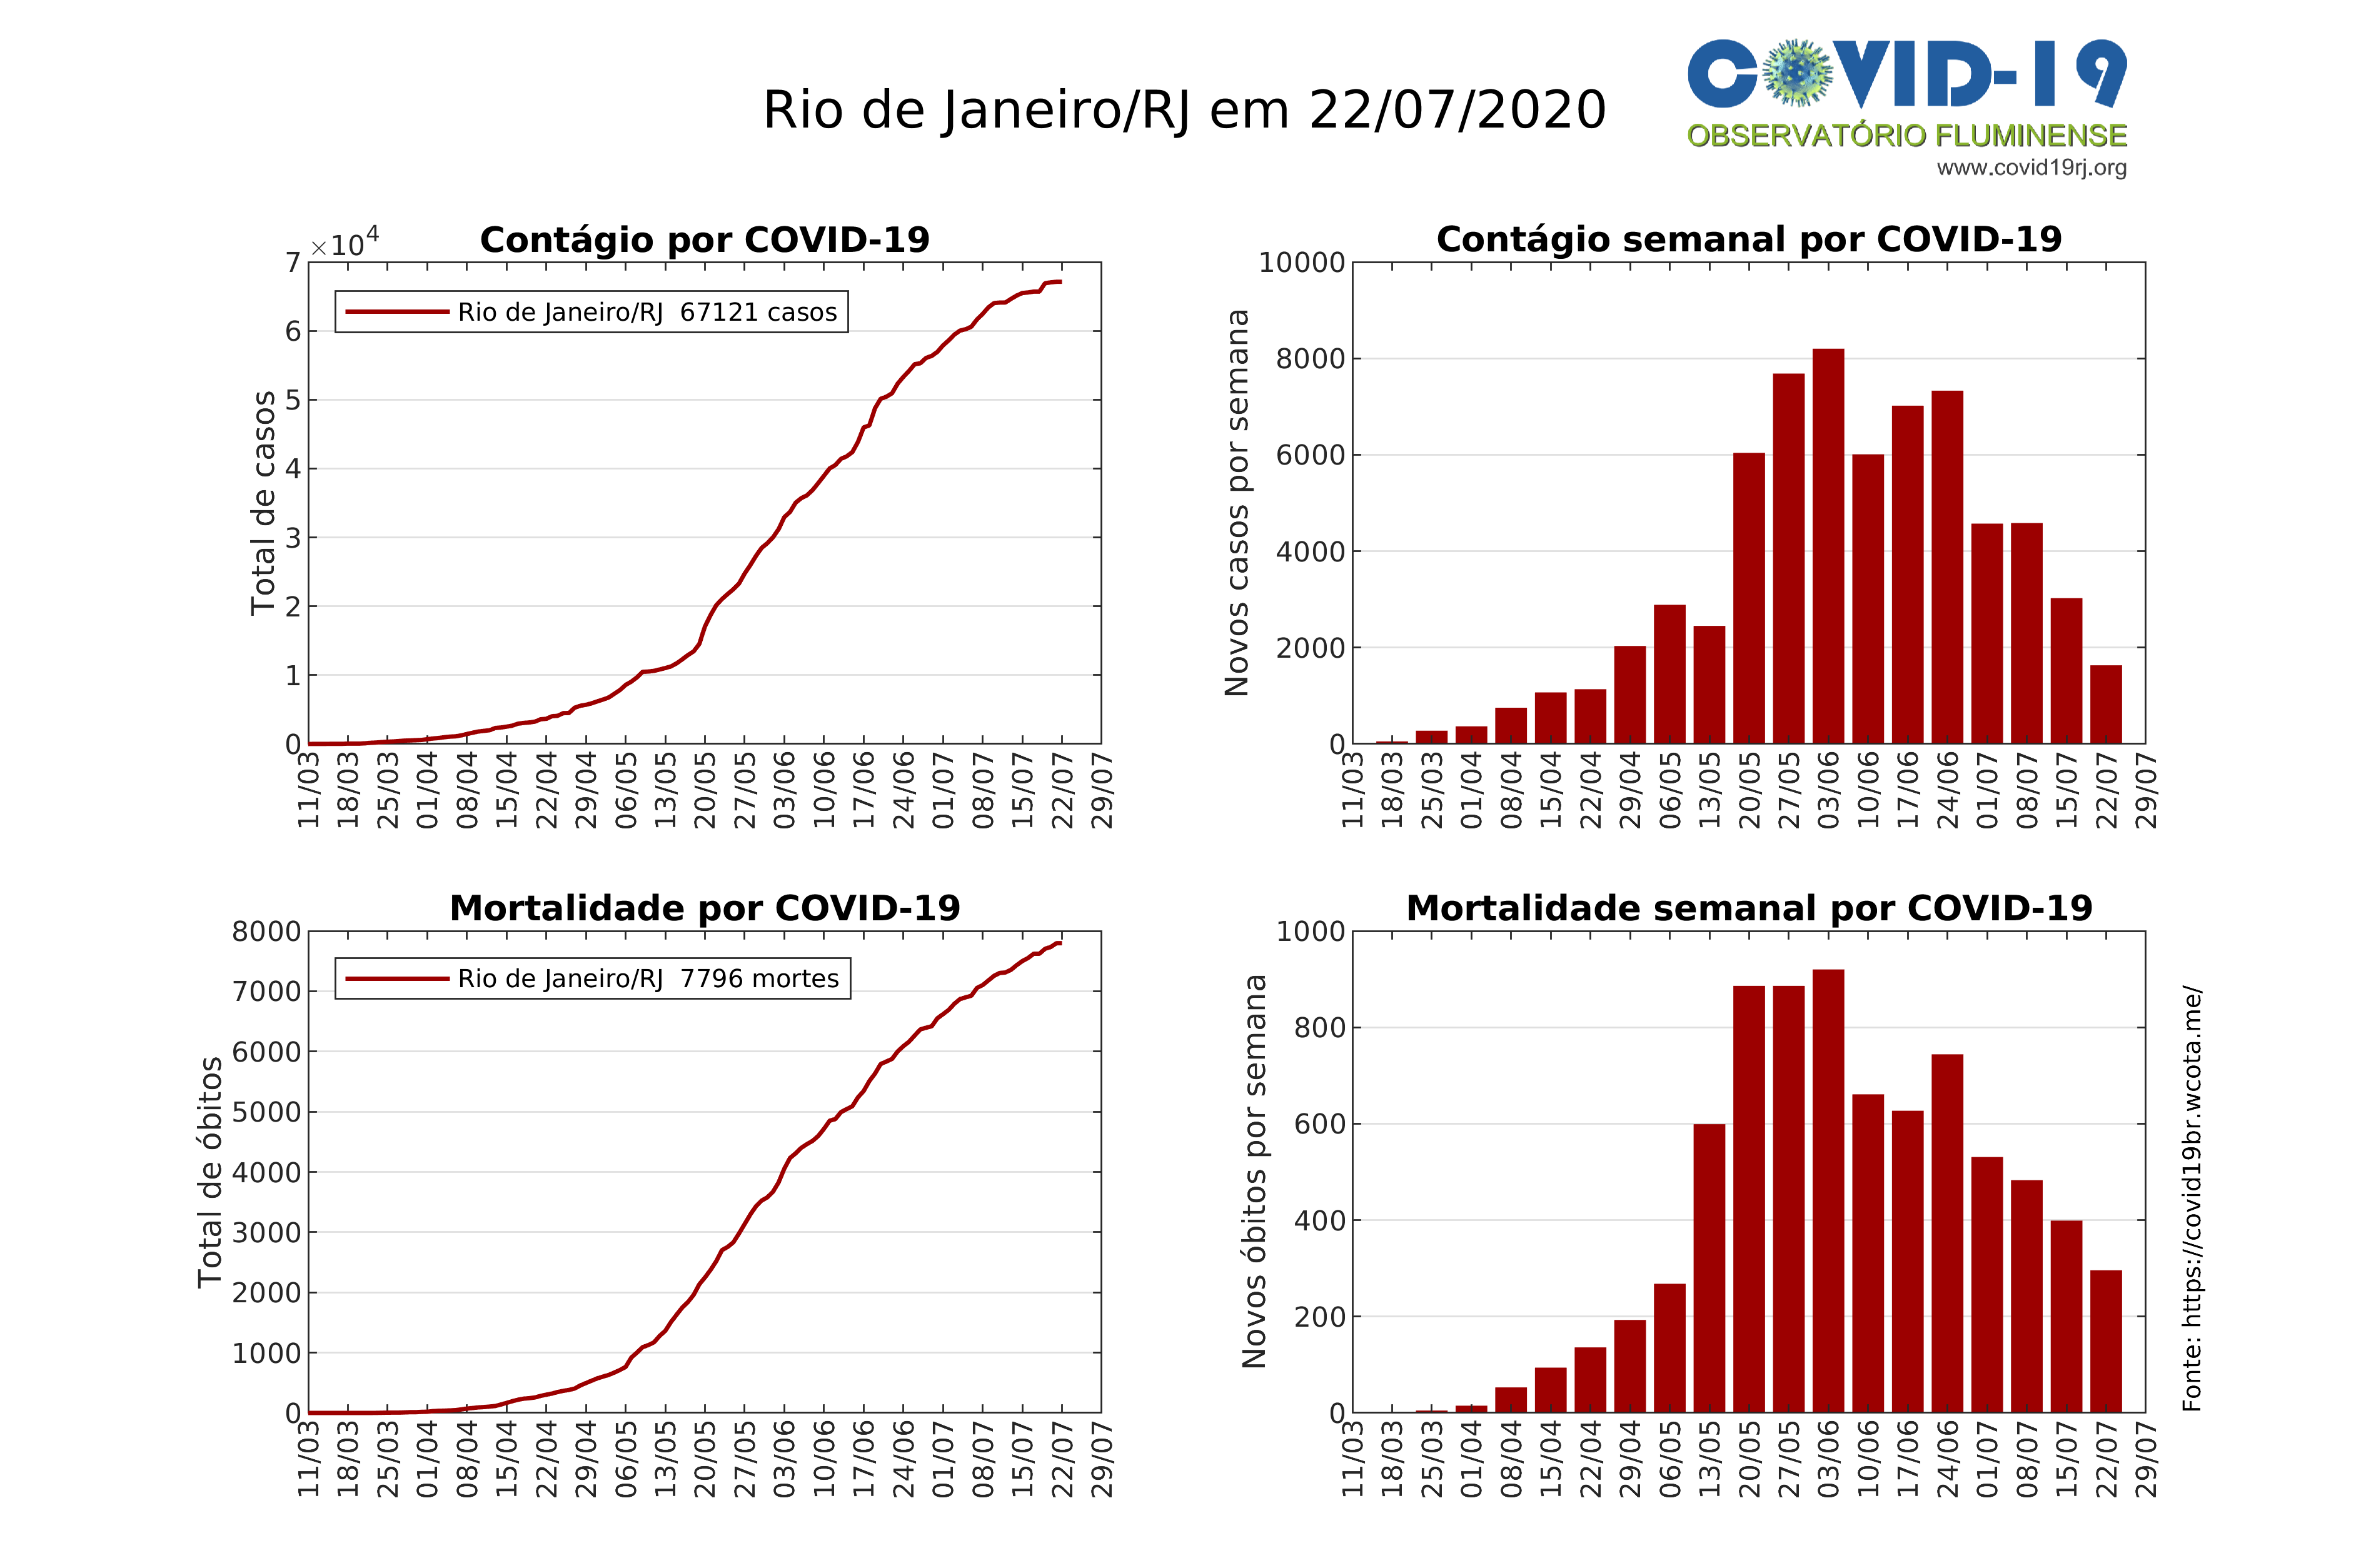 Rio de Janeiro/RJ em 22/07/2020
COVID-19
OBSERVATÓRIO FLUMINENSE
www.covid19rj.org
Contágio por COVID-19
×10⁴
Total de casos
7
6
5
4
3
2
1
0
Rio de Janeiro/RJ 67121 casos
11/03 18/03 25/03 01/04 08/04 15/04 22/04 29/04 06/05 13/05 20/05 27/05 03/06 10/06 17/06 24/06 01/07 08/07 15/07 22/07 29/07
Contágio semanal por COVID-19
Novos casos por semana
10000
8000
6000
4000
2000
0
11/03 18/03 25/03 01/04 08/04 15/04 22/04 29/04 06/05 13/05 20/05 27/05 03/06 10/06 17/06 24/06 01/07 08/07 15/07 22/07 29/07
Mortalidade por COVID-19
Total de óbitos
8000
7000
6000
5000
4000
3000
2000
1000
0
Rio de Janeiro/RJ 7796 mortes
11/03 18/03 25/03 01/04 08/04 15/04 22/04 29/04 06/05 13/05 20/05 27/05 03/06 10/06 17/06 24/06 01/07 08/07 15/07 22/07 29/07
Mortalidade semanal por COVID-19
Novos óbitos por semana
1000
800
600
400
200
0
11/03 18/03 25/03 01/04 08/04 15/04 22/04 29/04 06/05 13/05 20/05 27/05 03/06 10/06 17/06 24/06 01/07 08/07 15/07 22/07 29/07
Fonte: https://covid19br.wcota.me/